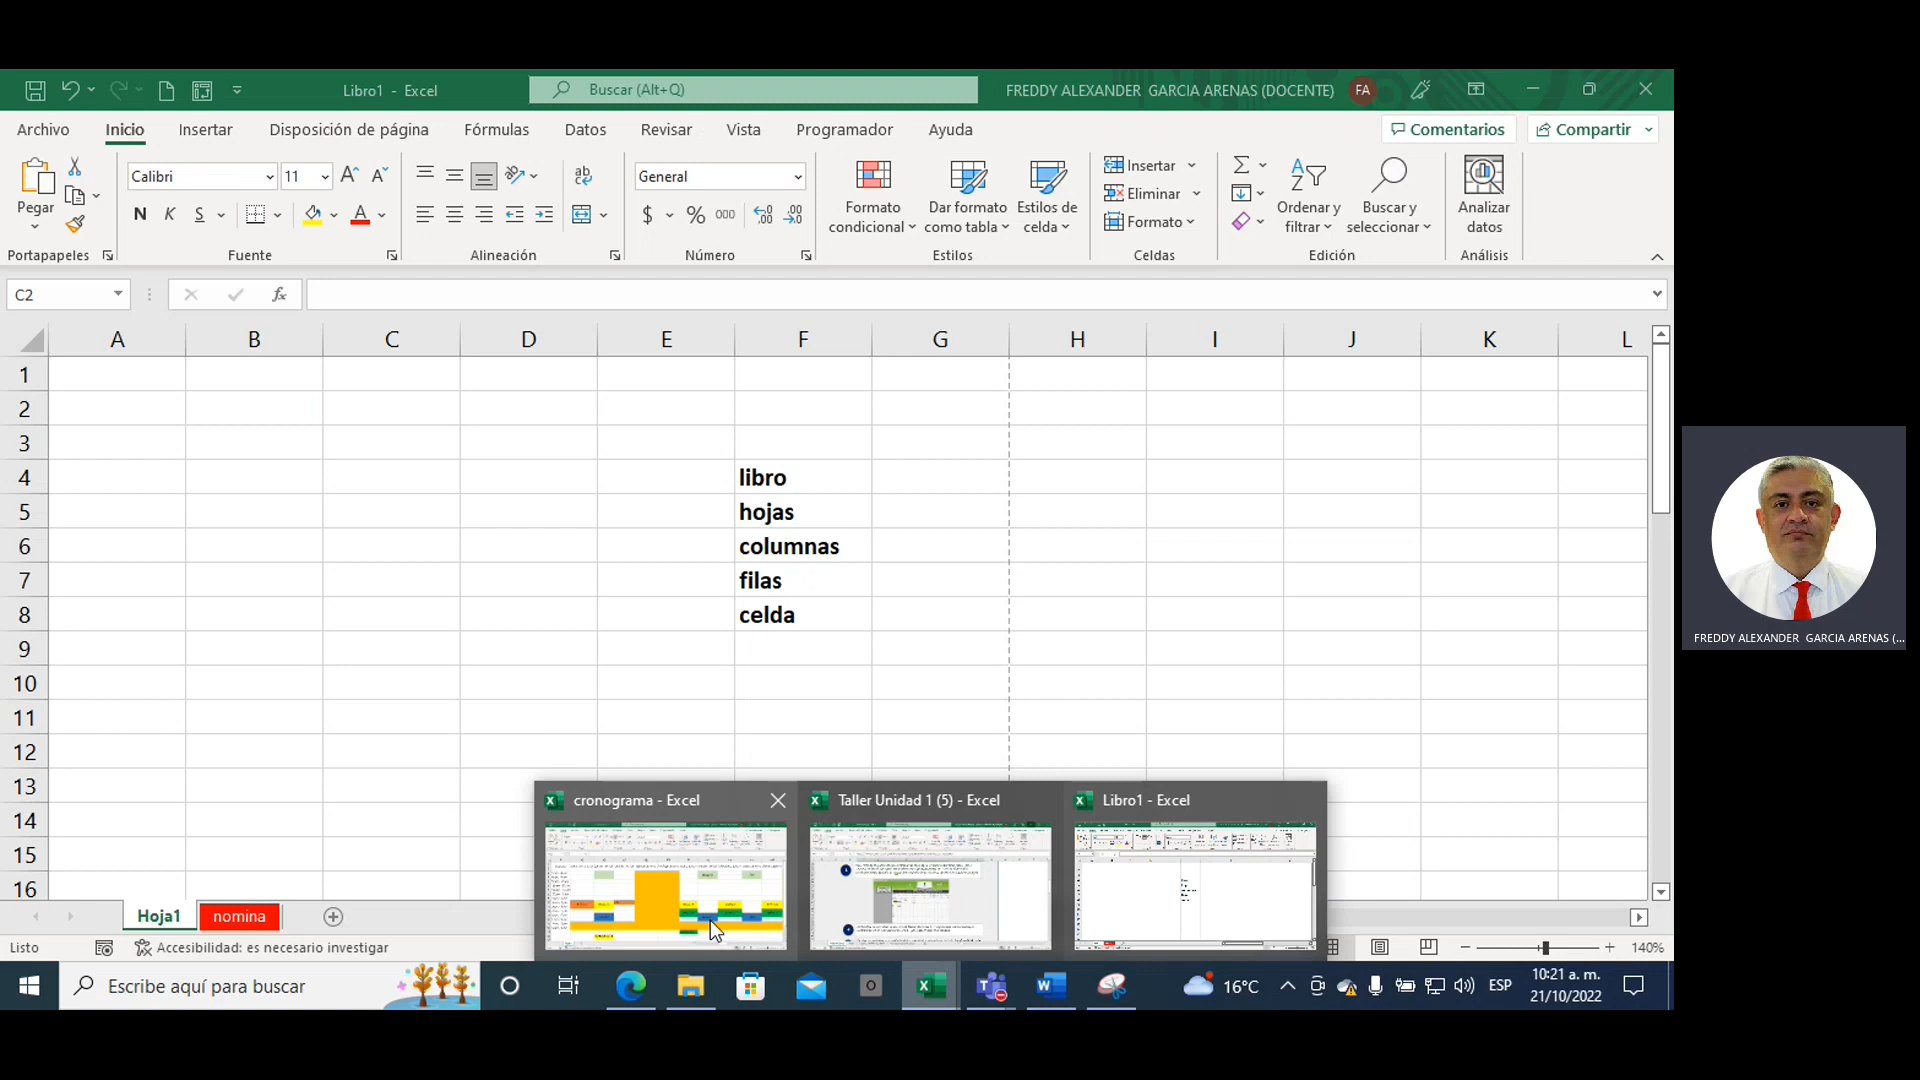 Libro1 - Excel
Buscar (Alt+Q)
FREDDY ALEXANDER GARCIA ARENAS (DOCENTE)
FA
Archivo
Inicio
Insertar
Disposición de página
Fórmulas
Datos
Revisar
Vista
Programador
Ayuda
Comentarios
Compartir
Pegar
Portapapeles
Calibri
11
N K S
Fuente
ab
Alineación
General
$ % 000
Número
Formato condicional
Dar formato como tabla
Estilos de celda
Estilos
Insertar
Eliminar
Formato
Celdas
Ordenar y filtrar
Buscar y seleccionar
Edición
Analizar datos
Análisis
C2
fx
A B C D E F G H I J K L
1
2
3
4 libro
5 hojas
6 columnas
7 filas
8 celda
9
10
11
12
13
14
15
16
cronograma - Excel
Taller Unidad 1 (5) - Excel
Libro1 - Excel
Hoja1
nomina
Listo
Accesibilidad: es necesario investigar
140%
Escribe aquí para buscar
16°C
ESP
10:21 a. m.
21/10/2022
FREDDY ALEXANDER GARCIA ARENAS (...